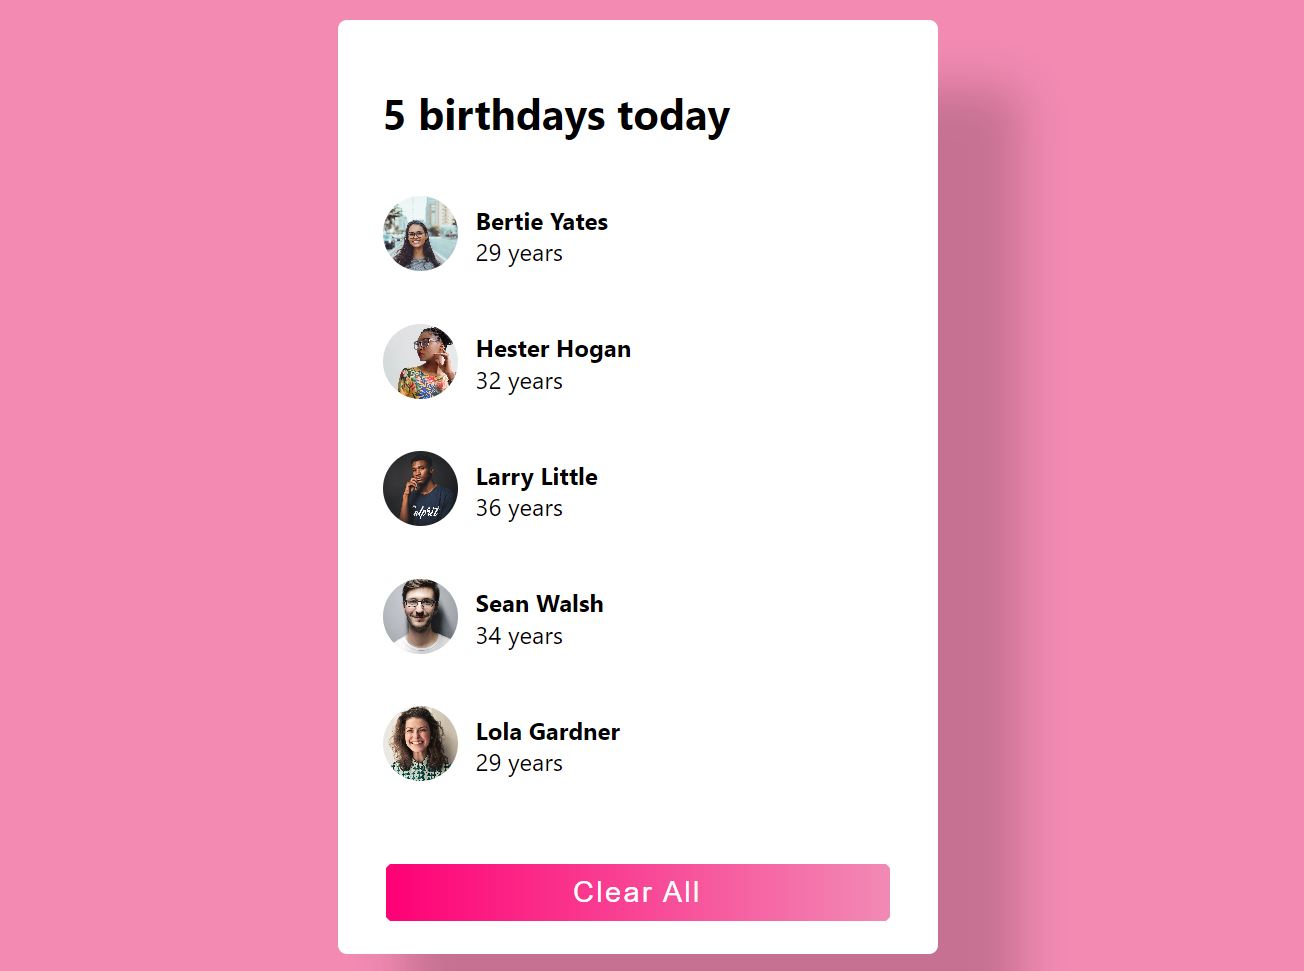 5 birthdays today
Bertie Yates
29 years
Hester Hogan
32 years
Larry Little
36 years
Sean Walsh
34 years
Lola Gardner
29 years
Clear All